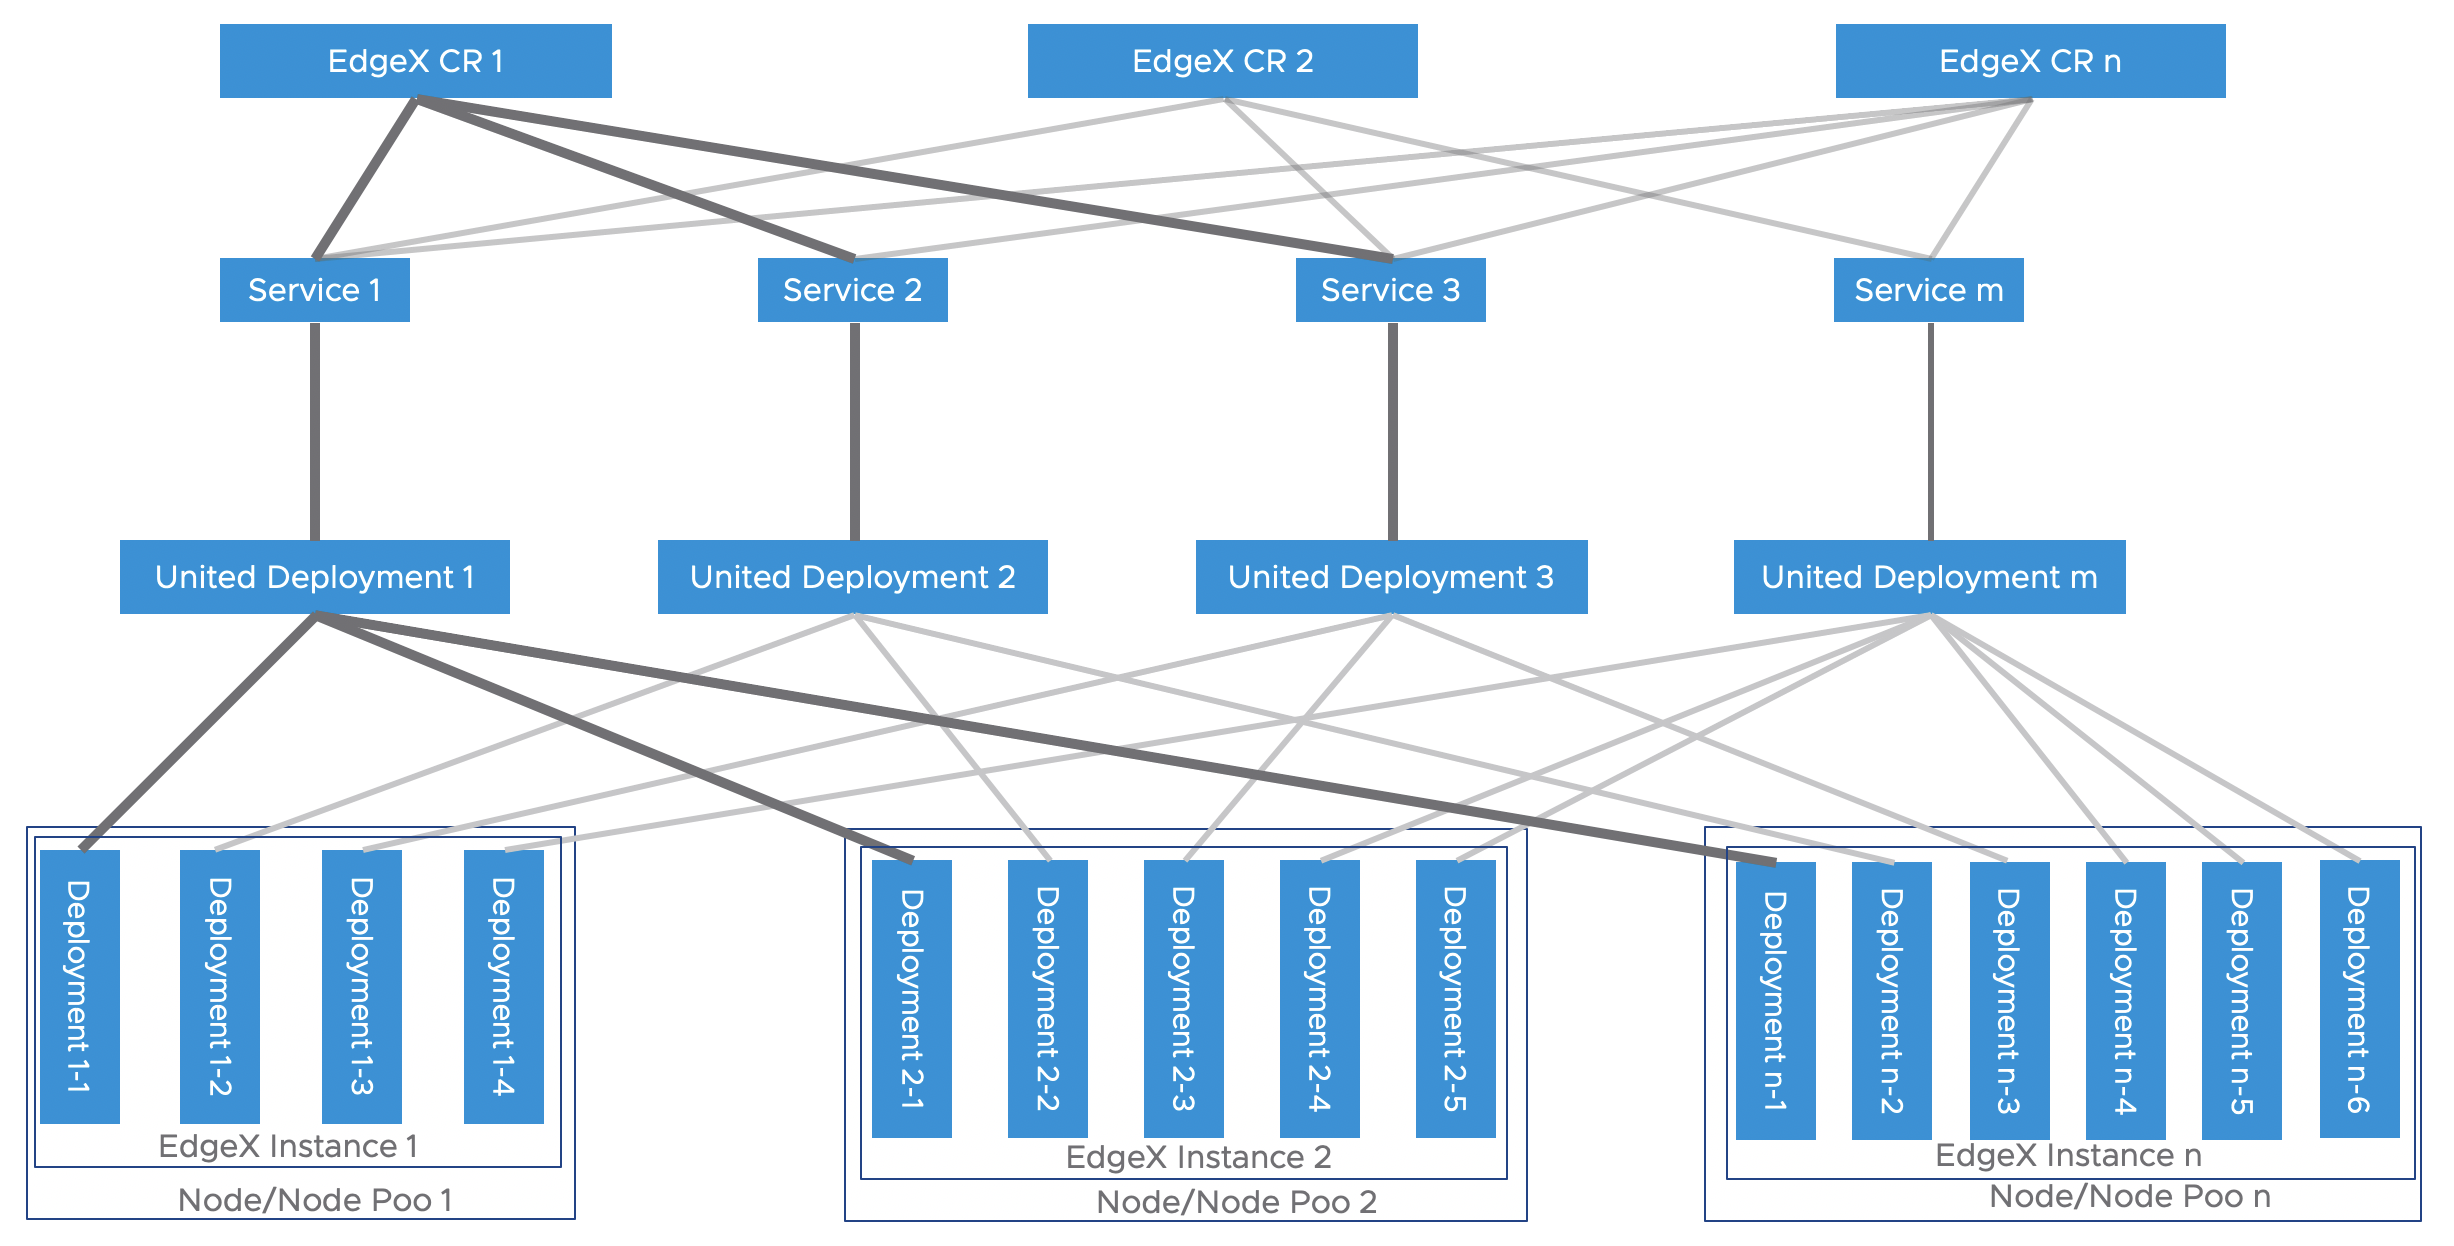 EdgeX CR 1
EdgeX CR 2
EdgeX CR n
Service 1
Service 2
Service 3
Service m
United Deployment 1
United Deployment 2
United Deployment 3
United Deployment m
Deployment 1-1
Deployment 1-2
Deployment 1-3
Deployment 1-4
EdgeX Instance 1
Node/Node Poo 1
Deployment 2-1
Deployment 2-2
Deployment 2-3
Deployment 2-4
Deployment 2-5
EdgeX Instance 2
Node/Node Poo 2
Deployment n-1
Deployment n-2
Deployment n-3
Deployment n-4
Deployment n-5
Deployment n-6
EdgeX Instance n
Node/Node Poo n